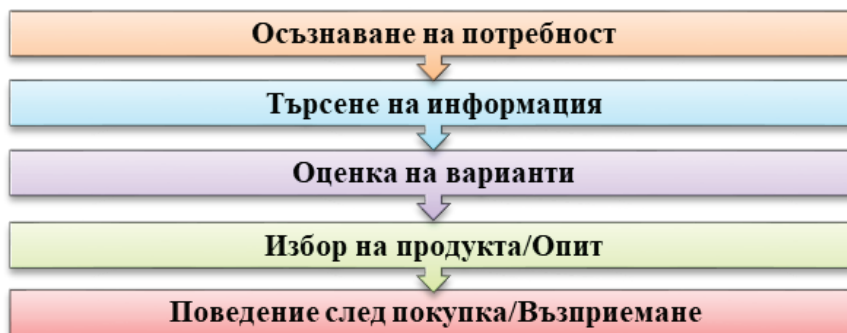 Осъзнаване на потребност
Търсене на информация
Оценка на варианти
Избор на продукта/Опит
Поведение след покупка/Възприемане